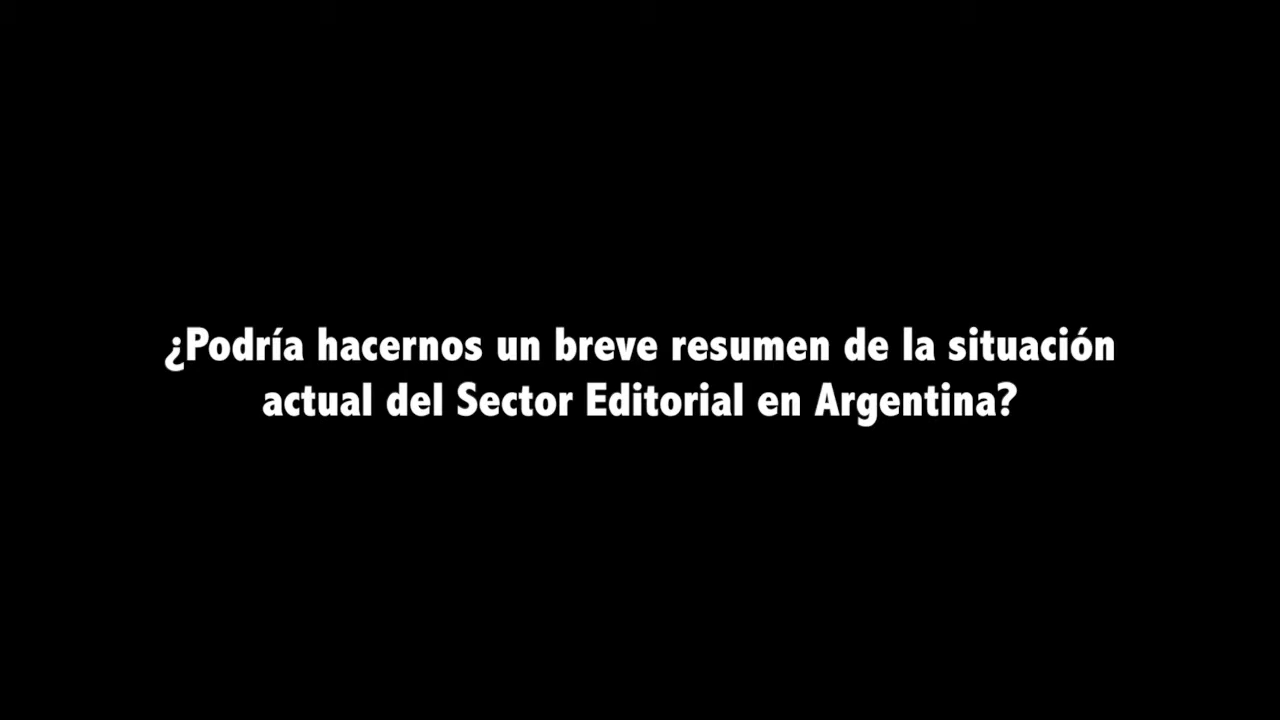 ¿Podría hacernos un breve resumen de la situación
actual del Sector Editorial en Argentina?